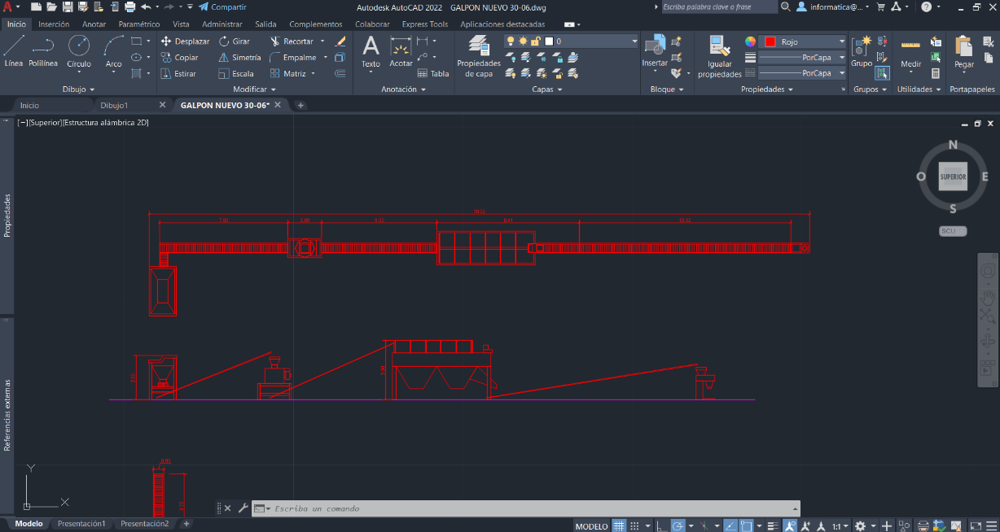 Compartir
Autodesk AutoCAD 2022 GALPON NUEVO 30-06.dwg
Escriba palabra clave o frase
informatica@...
Inicio Inserción Anotar Paramétrico Vista Administrar Salida Complementos Colaborar Express Tools Aplicaciones destacadas
Línea Polilínea Círculo Arco
Dibujo
Desplazar Girar Recortar
Copiar Simetría Empalme
Estirar Escala Matriz
Modificar
Texto Acotar Tabla
Anotación
Propiedades de capa
0
Capas
Insertar
Bloque
Igualar propiedades
Rojo
PorCapa
PorCapa
Propiedades
Grupo
Grupos
Medir
Utilidades
Pegar
Portapapeles
Inicio Dibujo1 GALPON NUEVO 30-06*
[−][Superior][Estructura alámbrica 2D]
Propiedades
Referencias externas
N
O SUPERIOR E
S
SCU
Y
X
Escriba un comando
Modelo Presentación1 Presentación2
MODELO
1:1